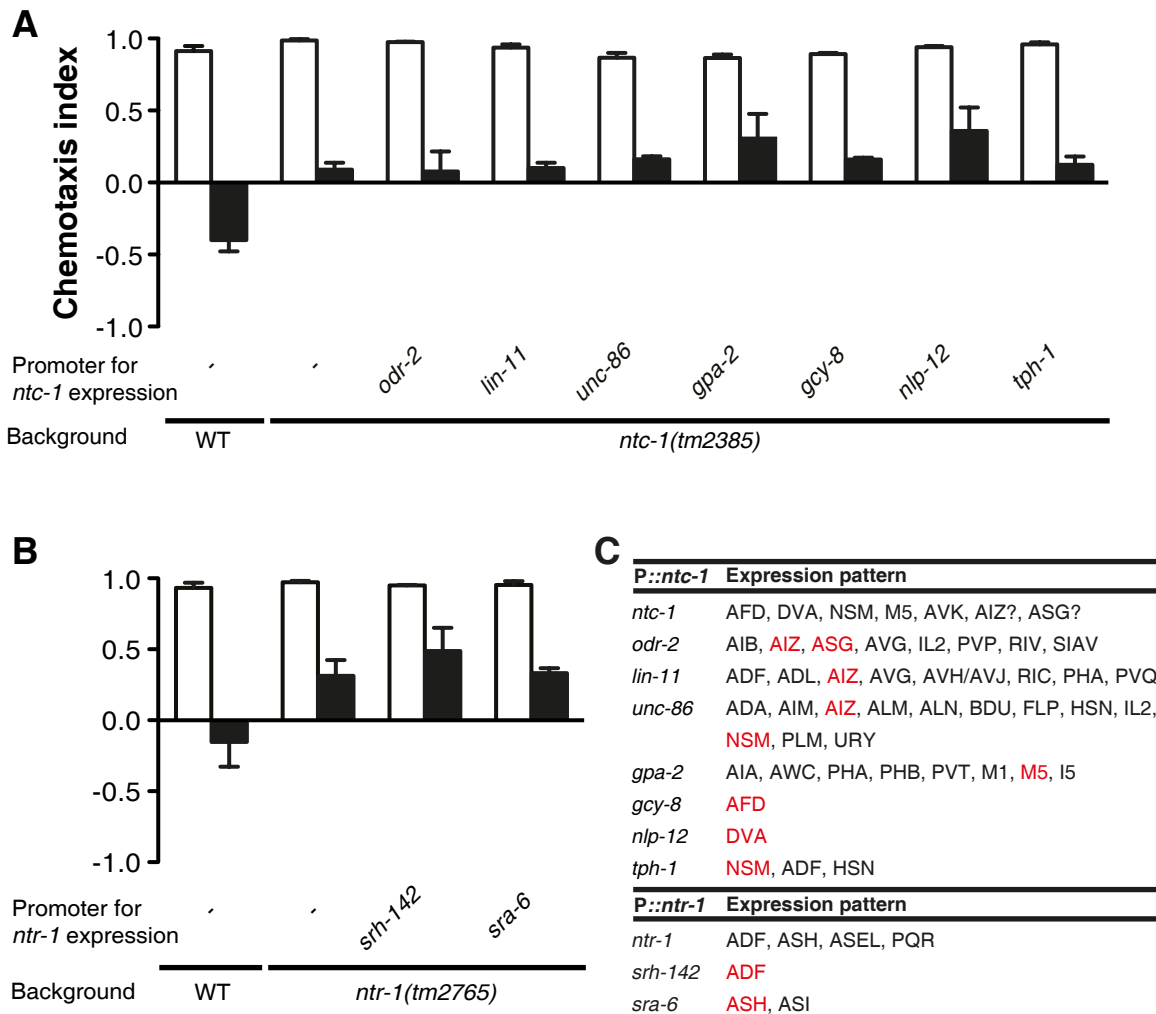 A
Chemotaxis index
1.0
0.5
0.0
-0.5
-1.0
Promoter for
ntc-1 expression
- - odr-2 lin-11 unc-86 gpa-2 gcy-8 nlp-12 tph-1
Background WT ntc-1(tm2385)
B
1.0
0.5
0.0
-0.5
-1.0
Promoter for
ntr-1 expression
- - srh-142 sra-6
Background WT ntr-1(tm2765)
C
P::ntc-1 Expression pattern
ntc-1 AFD, DVA, NSM, M5, AVK, AIZ?, ASG?
odr-2 AIB, AIZ, ASG, AVG, IL2, PVP, RIV, SIAV
lin-11 ADF, ADL, AIZ, AVG, AVH/AVJ, RIC, PHA, PVQ
unc-86 ADA, AIM, AIZ, ALM, ALN, BDU, FLP, HSN, IL2,
NSM, PLM, URY
gpa-2 AIA, AWC, PHA, PHB, PVT, M1, M5, I5
gcy-8 AFD
nlp-12 DVA
tph-1 NSM, ADF, HSN
P::ntr-1 Expression pattern
ntr-1 ADF, ASH, ASEL, PQR
srh-142 ADF
sra-6 ASH, ASI